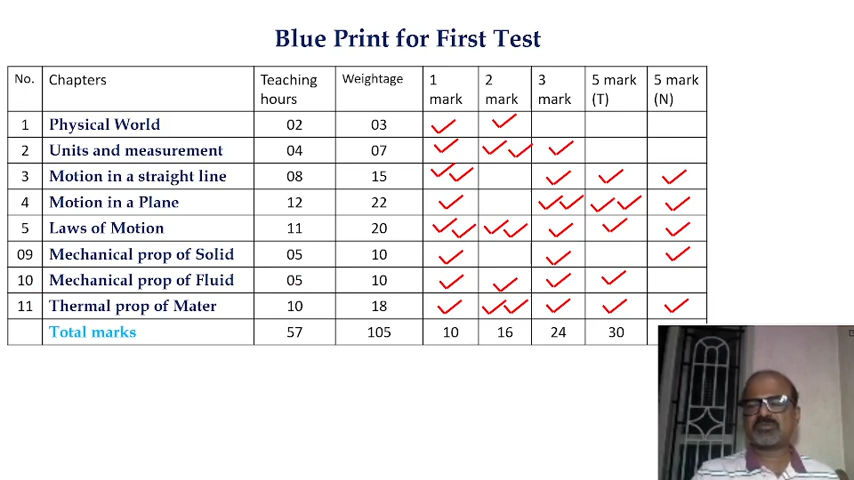 Blue Print for First Test
No. Chapters Teaching hours Weightage 1 mark 2 mark 3 mark 5 mark (T) 5 mark (N)
1 Physical World 02 03
2 Units and measurement 04 07
3 Motion in a straight line 08 15
4 Motion in a Plane 12 22
5 Laws of Motion 11 20
09 Mechanical prop of Solid 05 10
10 Mechanical prop of Fluid 05 10
11 Thermal prop of Mater 10 18
Total marks 57 105 10 16 24 30